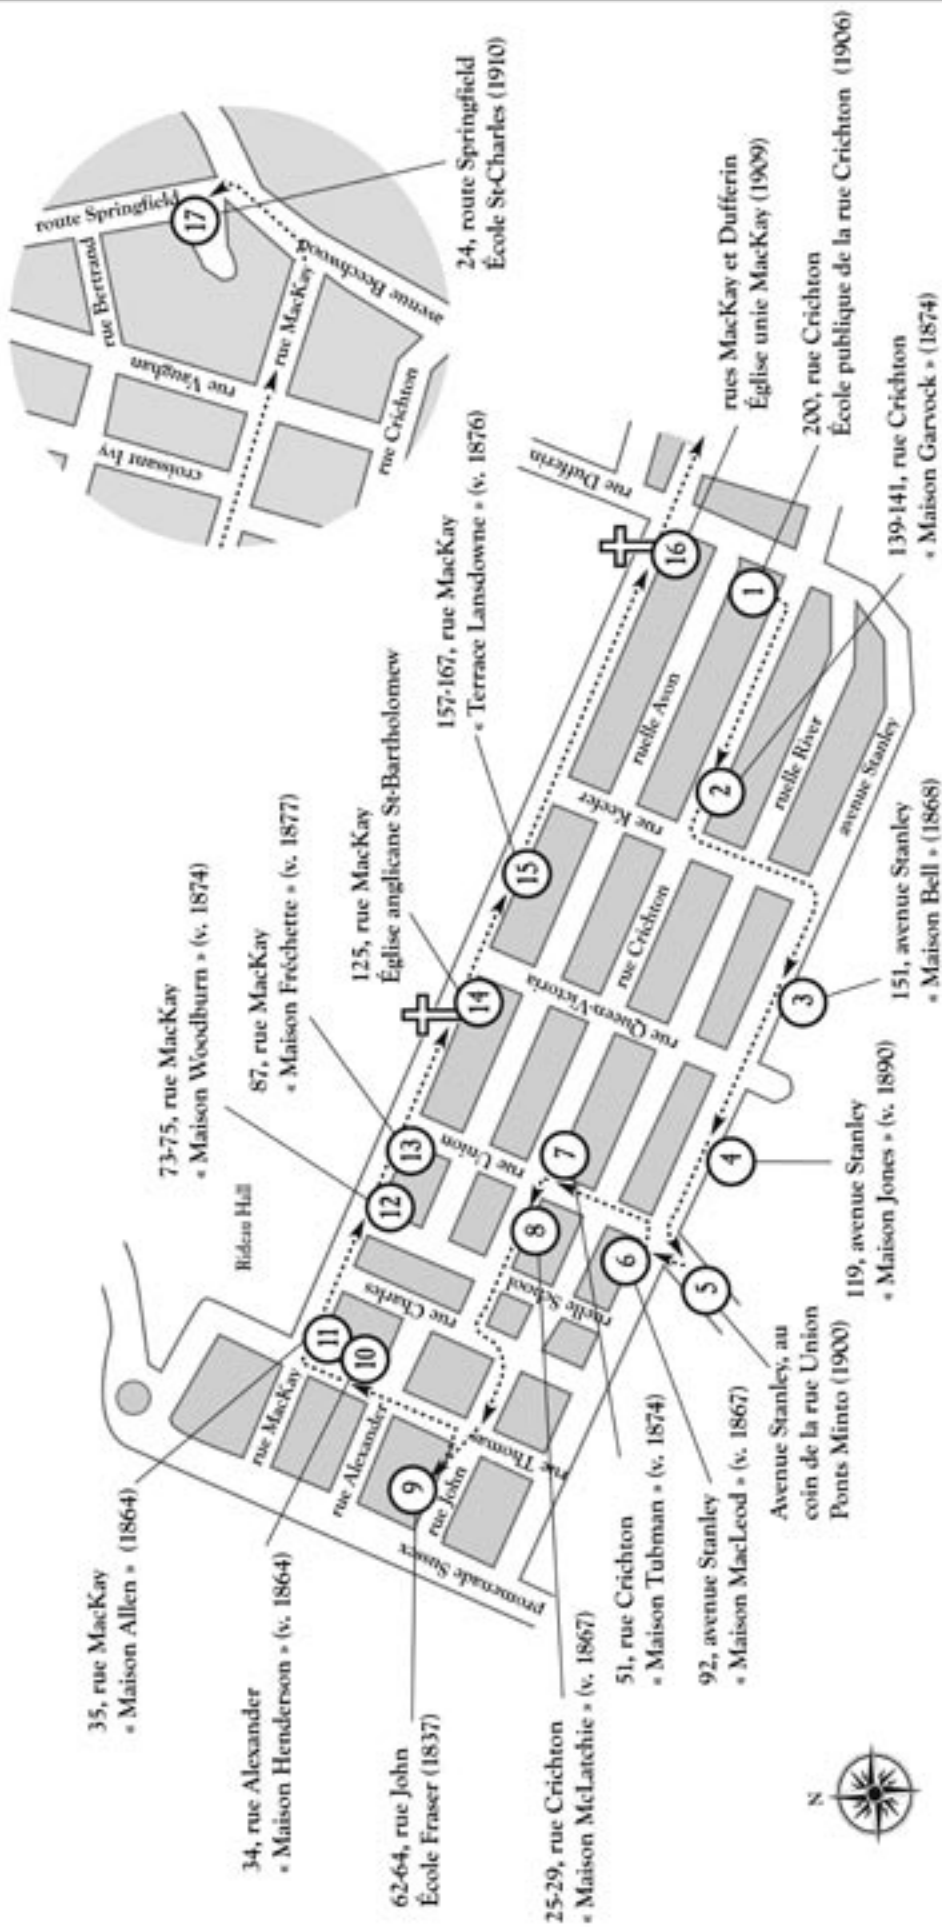 35, rue MacKay
« Maison Allen » (1864)
34, rue Alexander
« Maison Henderson » (v. 1864)
62-64, rue John
École Fraser (1837)
25-29, rue Crichton
« Maison McLatchie » (v. 1867)
51, rue Crichton
« Maison Tubman » (v. 1874)
92, avenue Stanley
« Maison MacLeod » (v. 1867)
Avenue Stanley, au
coin de la rue Union
Ponts Minto (1900)
119, avenue Stanley
« Maison Jones » (v. 1890)
151, avenue Stanley
« Maison Bell » (1868)
139-141, rue Crichton
« Maison Garvock » (1874)
200, rue Crichton
École publique de la rue Crichton (1906)
rues MacKay et Dufferin
Église unie MacKay (1909)
157-167, rue MacKay
« Terrace Lansdowne » (v. 1876)
125, rue MacKay
Église anglicane St-Bartholomew
87, rue MacKay
« Maison Fréchette » (v. 1877)
73-75, rue MacKay
« Maison Woodburn » (v. 1874)
24, route Springfield
École St-Charles (1910)
Rideau Hall
promenade Sussex
rue MacKay
rue Alexander
rue John
rue Thomas
rue Charles
ruelle School
rue Union
rue Queen-Victoria
rue Crichton
rue Keefer
ruelle Avon
ruelle River
avenue Stanley
rue Dufferin
croissant Ivy
rue Vaughan
rue Bertrand
route Springfield
rue MacKay
avenue Beechwood
rue Crichton
1
2
3
4
5
6
7
8
9
10
11
12
13
14
15
16
17
N